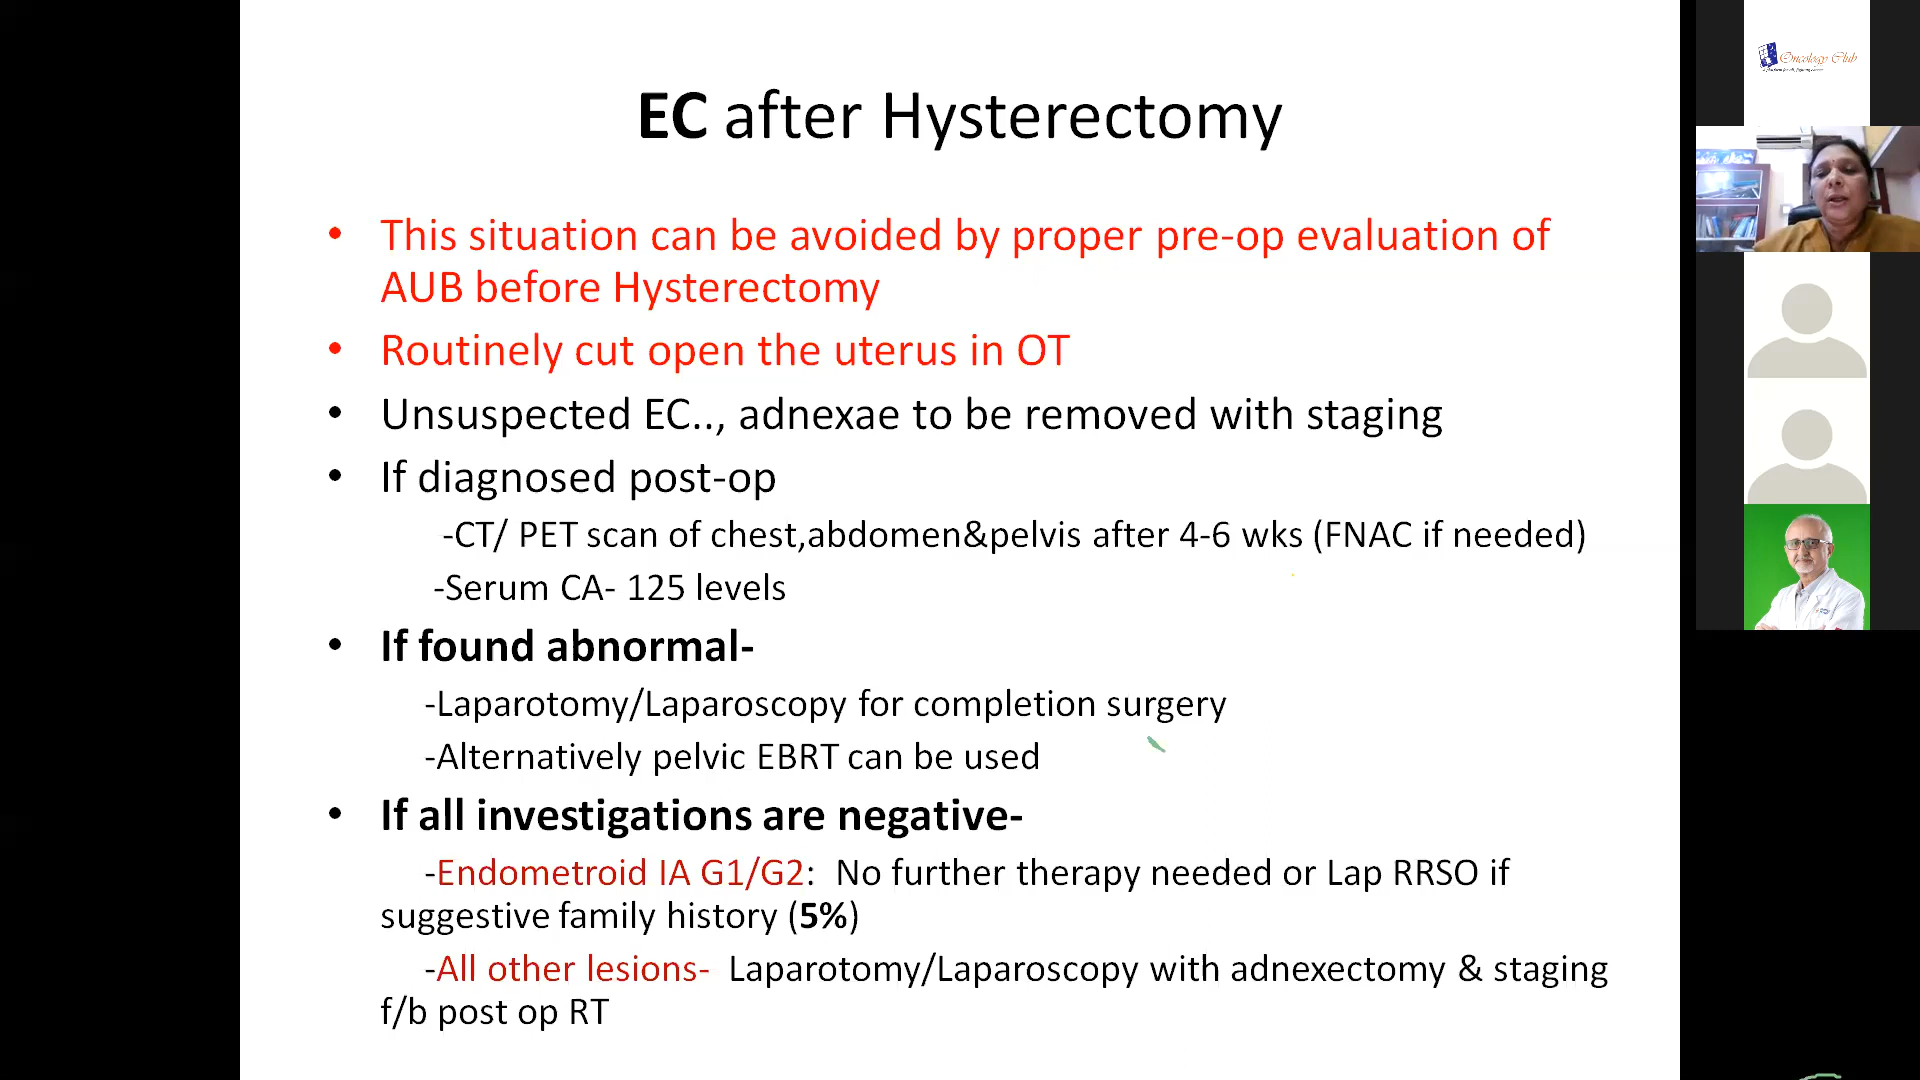 EC after Hysterectomy
• This situation can be avoided by proper pre-op evaluation of
AUB before Hysterectomy
• Routinely cut open the uterus in OT
• Unsuspected EC.., adnexae to be removed with staging
• If diagnosed post-op
-CT/ PET scan of chest,abdomen&pelvis after 4-6 wks (FNAC if needed)
-Serum CA- 125 levels
• If found abnormal-
-Laparotomy/Laparoscopy for completion surgery
-Alternatively pelvic EBRT can be used
• If all investigations are negative-
-Endometroid IA G1/G2: No further therapy needed or Lap RRSO if
suggestive family history (5%)
-All other lesions- Laparotomy/Laparoscopy with adnexectomy & staging
f/b post op RT
Oncology Club